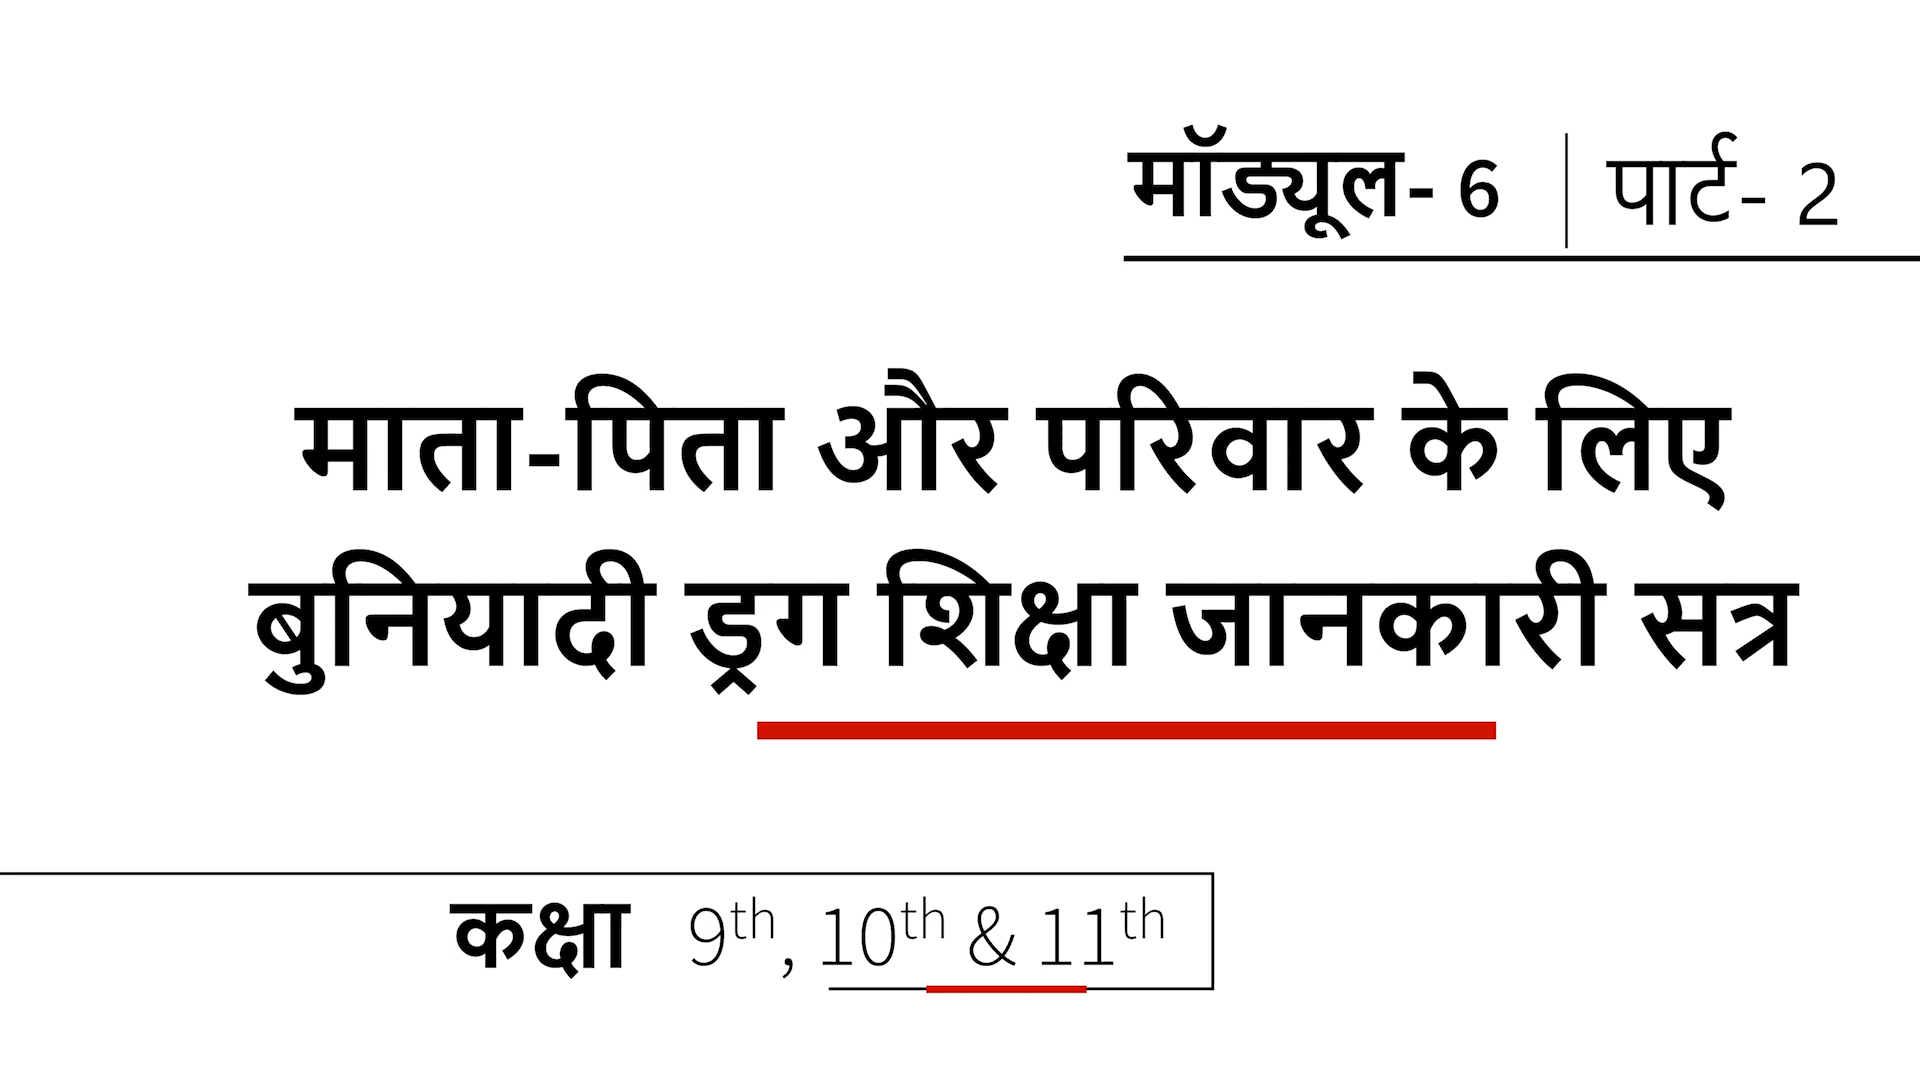 मॉड्यूल- 6 | पार्ट- 2
माता-पिता और परिवार के लिए
बुनियादी ड्रग शिक्षा जानकारी सत्र
कक्षा 9th, 10th & 11th